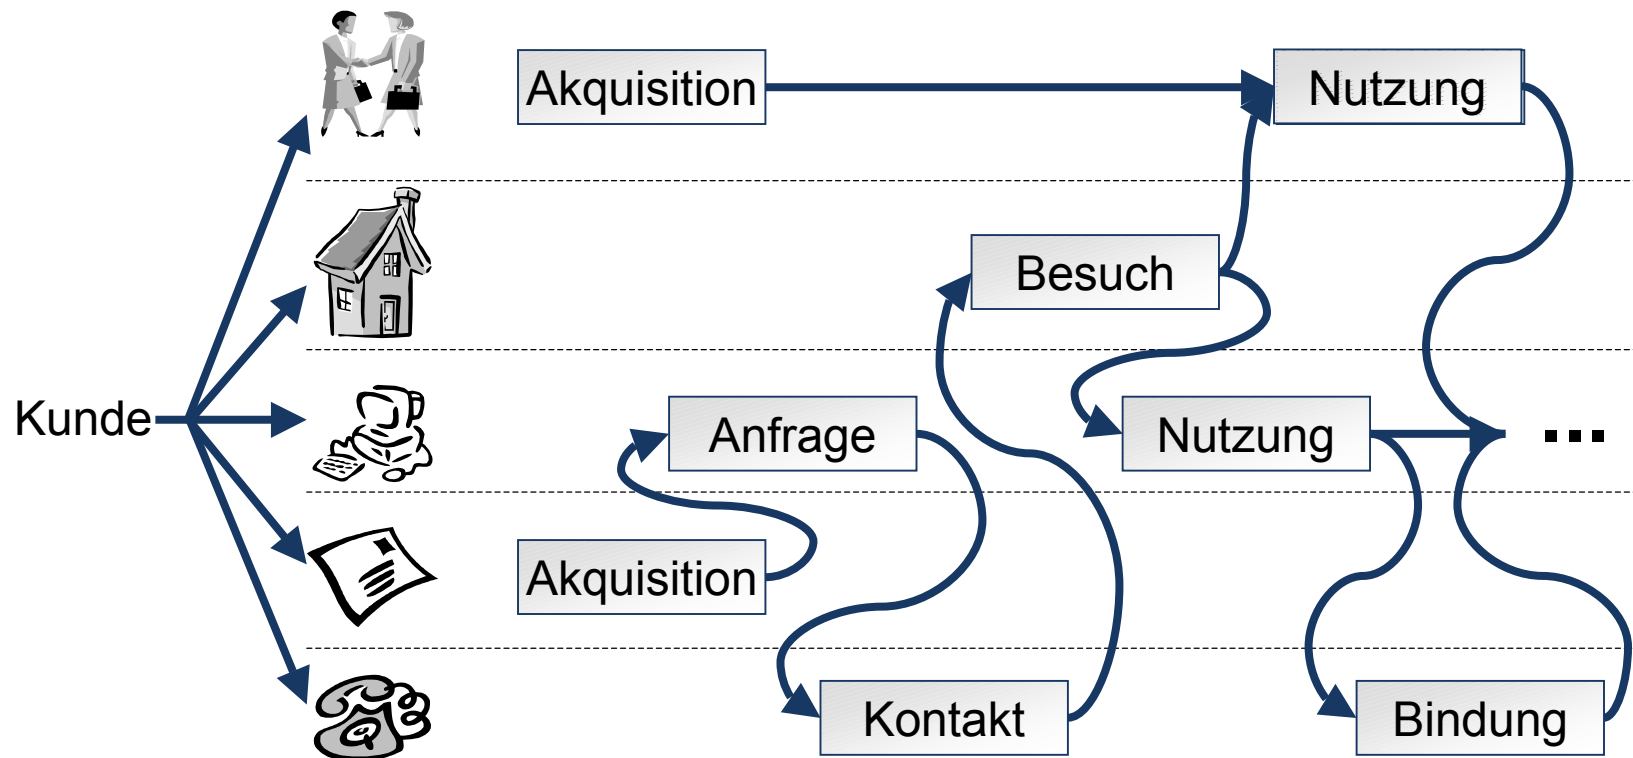 Akquisition
Nutzung
Besuch
Kunde
Anfrage
Nutzung
...
Akquisition
Kontakt
Bindung